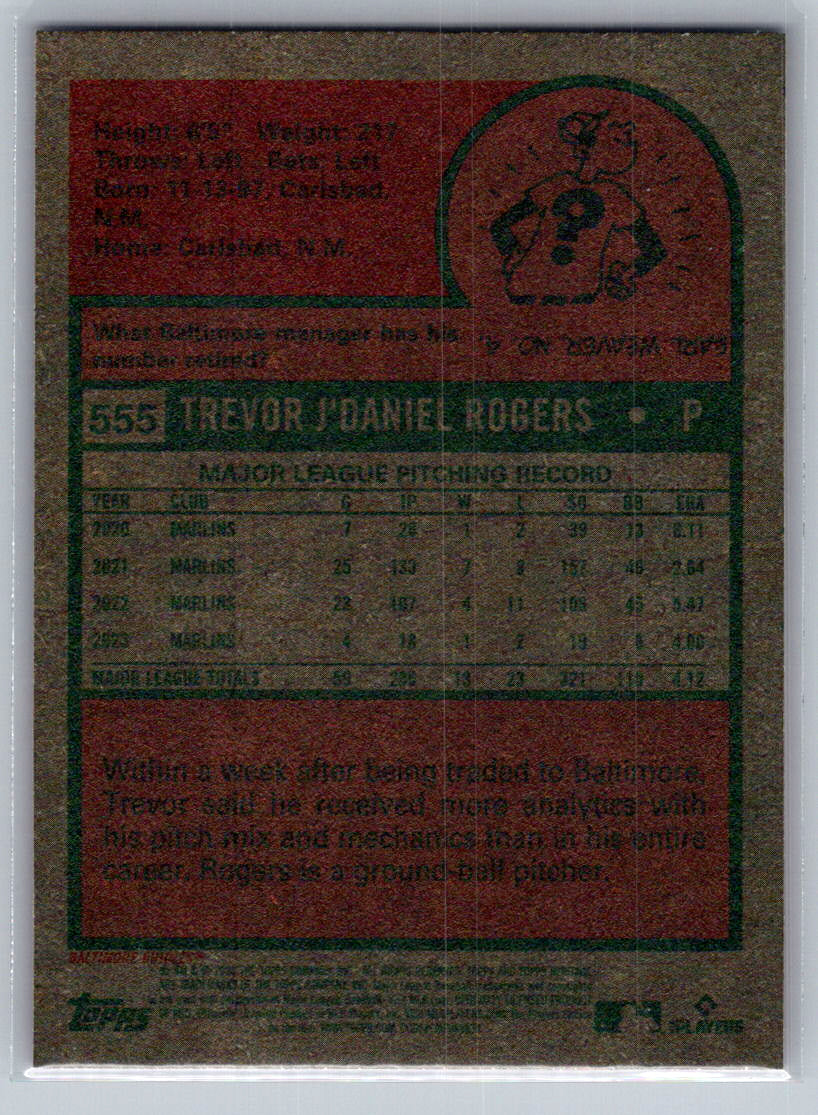 Height: 6'5" Weight: 217
Throws: Left Bats: Left
Born: 11-13-97, Carlsbad,
N.M.
Home: Carlsbad, N.M.
What Baltimore manager has his
number retired?
EARL WEAVER, NO. 4.
555 TREVOR J'DANIEL ROGERS • P
MAJOR LEAGUE PITCHING RECORD
YEAR CLUB G IP W L SO BB ERA
2020 MARLINS 7 28 1 2 39 13 6.11
2021 MARLINS 25 133 7 8 157 46 2.64
2022 MARLINS 23 107 4 11 106 45 5.47
2023 MARLINS 4 18 1 2 19 6 4.00
MAJOR LEAGUE TOTALS 59 13 23 321 4.12
Within a week after being traded to Baltimore,
Trevor said he received more analytics with
his pitch mix and mechanics than in his entire
career. Rogers is a ground-ball pitcher.
BALTIMORE ORIOLES™
topps
PLAYERS